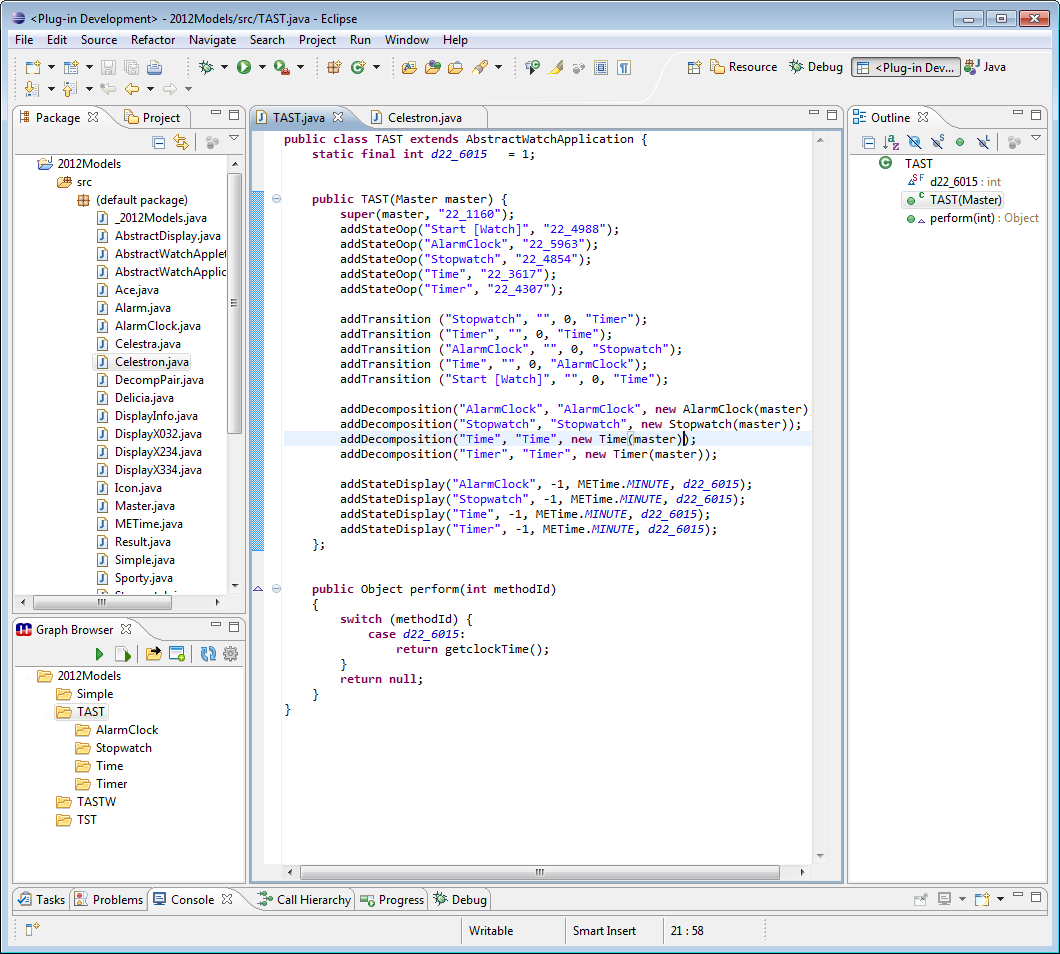 <Plug-in Development> - 2012Models/src/TAST.java - Eclipse
File Edit Source Refactor Navigate Search Project Run Window Help
Resource Debug <Plug-in Dev... Java
Package Project
2012Models
src
(default package)
_2012Models.java
AbstractDisplay.java
AbstractWatchApplet
AbstractWatchApplic
Ace.java
Alarm.java
AlarmClock.java
Celestra.java
Celestron.java
DecompPair.java
Delicia.java
DisplayInfo.java
DisplayX032.java
DisplayX234.java
DisplayX334.java
Icon.java
Master.java
METime.java
Result.java
Simple.java
Sporty.java
Graph Browser
2012Models
Simple
TAST
AlarmClock
Stopwatch
Time
Timer
TASTW
TST
TAST.java Celestron.java
public class TAST extends AbstractWatchApplication {
static final int d22_6015 = 1;
public TAST(Master master) {
super(master, "22_1160");
addStateOop("Start [Watch]", "22_4988");
addStateOop("AlarmClock", "22_5963");
addStateOop("Stopwatch", "22_4854");
addStateOop("Time", "22_3617");
addStateOop("Timer", "22_4307");
addTransition ("Stopwatch", "", 0, "Timer");
addTransition ("Timer", "", 0, "Time");
addTransition ("AlarmClock", "", 0, "Stopwatch");
addTransition ("Time", "", 0, "AlarmClock");
addTransition ("Start [Watch]", "", 0, "Time");
addDecomposition("AlarmClock", "AlarmClock", new AlarmClock(master)
addDecomposition("Stopwatch", "Stopwatch", new Stopwatch(master));
addDecomposition("Time", "Time", new Time(master));
addDecomposition("Timer", "Timer", new Timer(master));
addStateDisplay("AlarmClock", -1, METime.MINUTE, d22_6015);
addStateDisplay("Stopwatch", -1, METime.MINUTE, d22_6015);
addStateDisplay("Time", -1, METime.MINUTE, d22_6015);
addStateDisplay("Timer", -1, METime.MINUTE, d22_6015);
};
public Object perform(int methodId)
{
switch (methodId) {
case d22_6015:
return getclockTime();
}
return null;
}
}
Outline
TAST
d22_6015 : int
TAST(Master)
perform(int) : Object
Tasks Problems Console Call Hierarchy Progress Debug
Writable Smart Insert 21 : 58